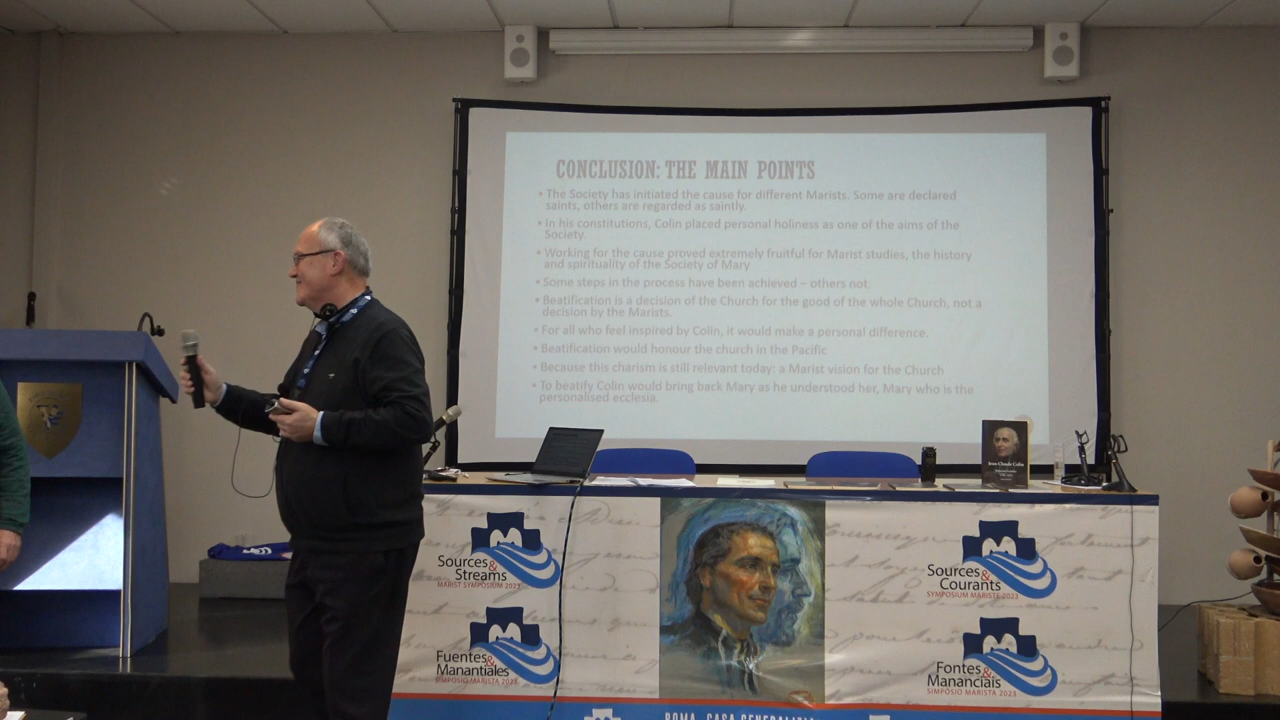 CONCLUSION: THE MAIN POINTS
• The Society has initiated the cause for different Marists. Some are declared
saints, others are regarded as saintly.
• In his constitutions, Colin placed personal holiness as one of the aims of the
Society.
• Working for the cause proved extremely fruitful for Marist studies, the history
and spirituality of the Society of Mary
• Some steps in the process have been achieved – others not.
• Beatification is a decision of the Church for the good of the whole Church, not a
decision by the Marists.
• For all who feel inspired by Colin, it would make a personal difference.
• Beatification would honour the church in the Pacific
• Because this charism is still relevant today: a Marist vision for the Church
• To beatify Colin would bring back Mary as he understood her, Mary who is the
personalised ecclesia.
Jean-Claude Colin
Sources &
Streams
MARIST SYMPOSIUM 2023
Sources &
Courants
SYMPOSIUM MARISTE 2023
Fuentes &
Manantiales
SIMPOSIO MARISTA 2023
Fontes &
Mananciais
SIMPÓSIO MARISTA 2023
ROMA, CASA GENERALIZIA